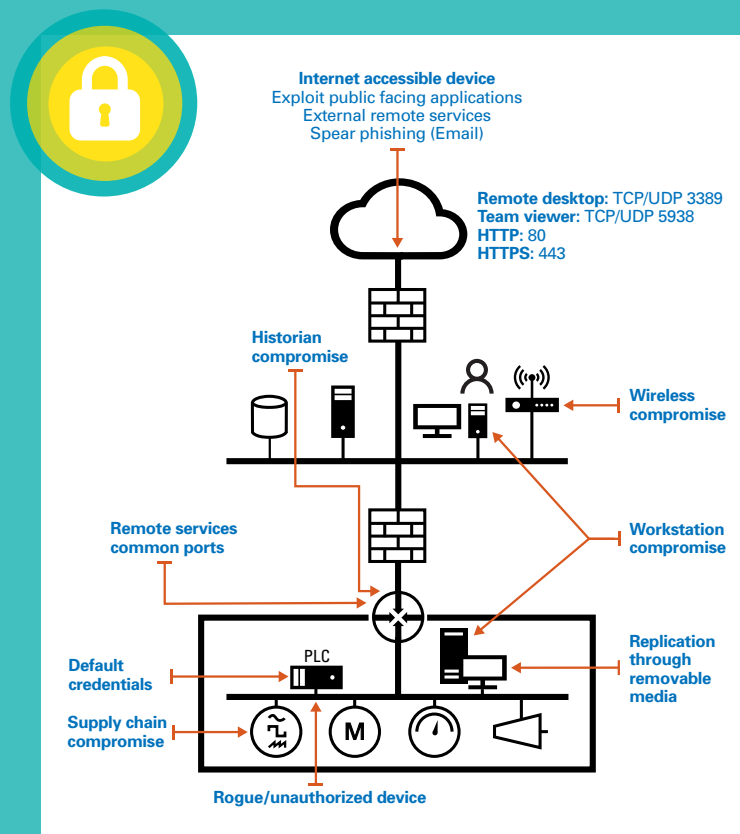 Internet accessible device
Exploit public facing applications
External remote services
Spear phishing (Email)
Remote desktop: TCP/UDP 3389
Team viewer: TCP/UDP 5938
HTTP: 80
HTTPS: 443
Historian
compromise
Wireless
compromise
Remote services
common ports
Workstation
compromise
PLC
Default
credentials
Replication
through
removable
media
Supply chain
compromise
M
Rogue/unauthorized device